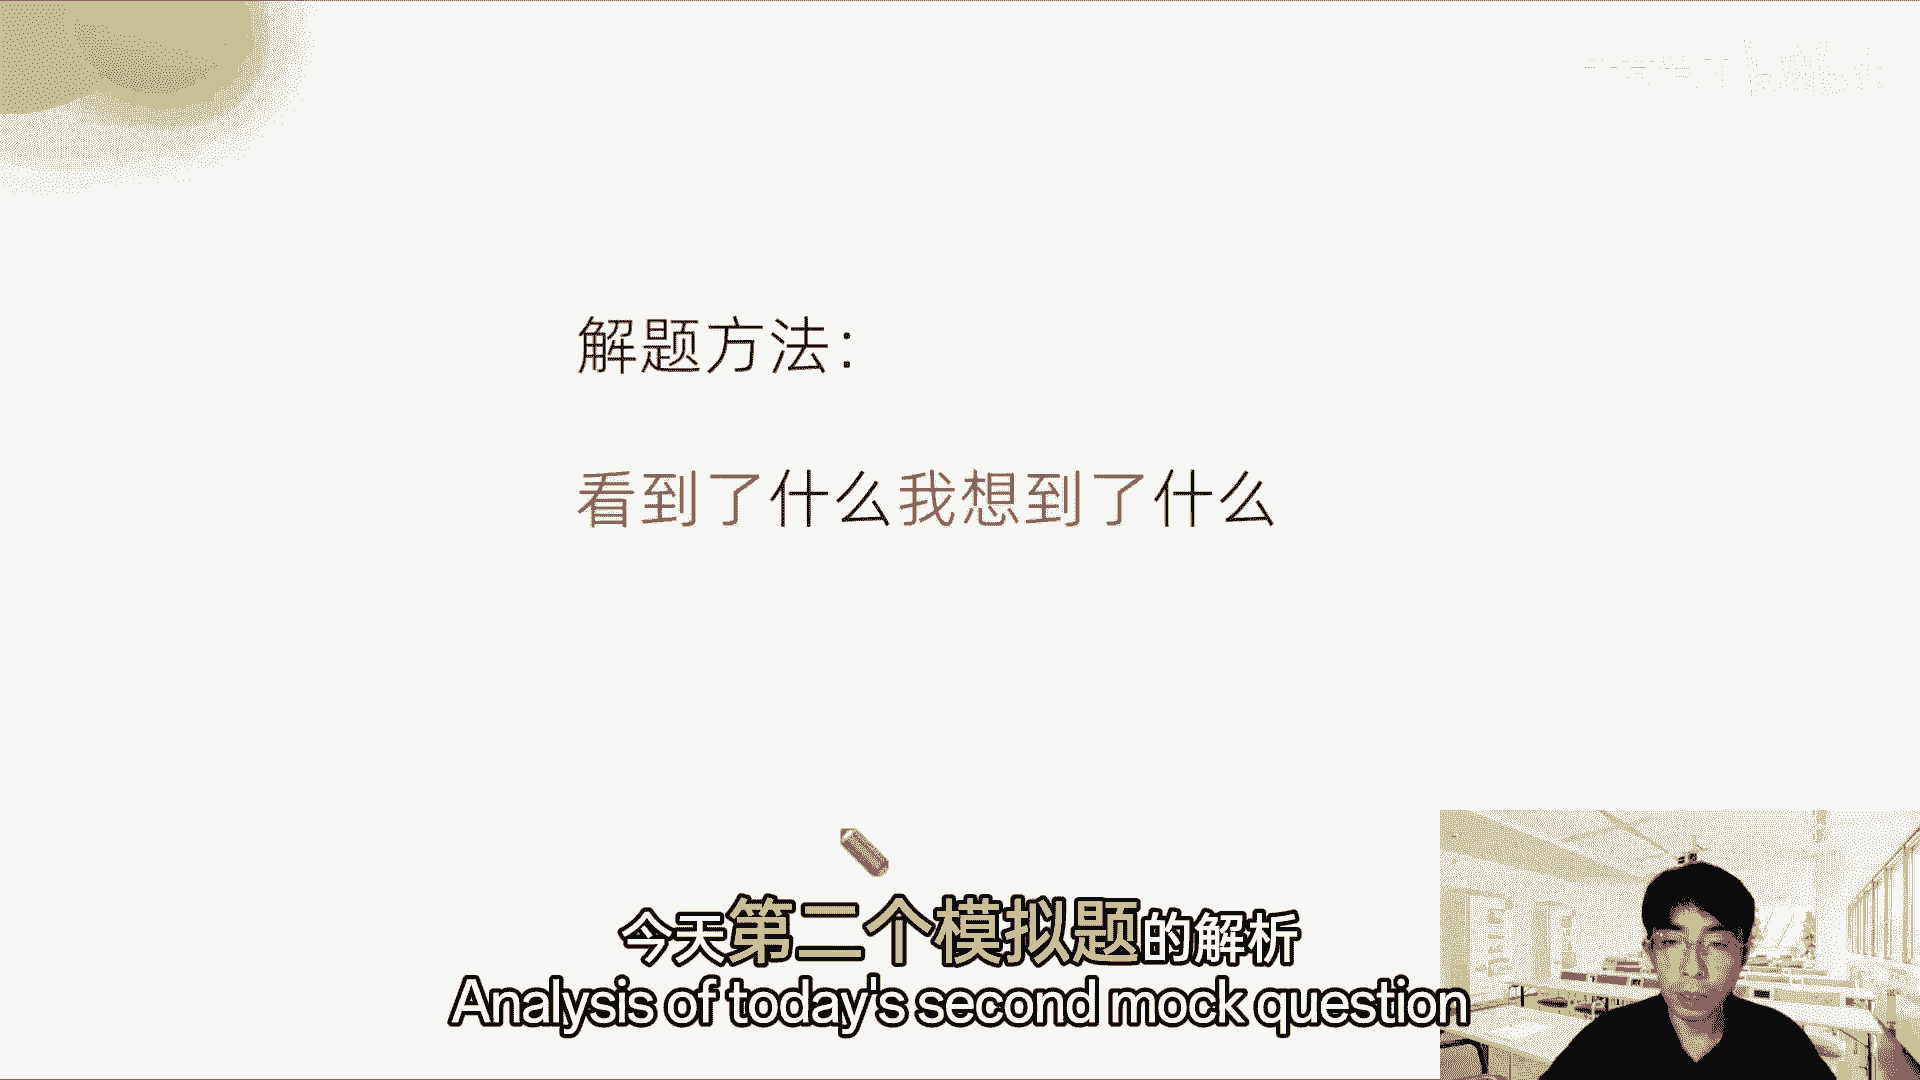 解题方法：
看到了什么我想到了什么
今天第二个模拟题的解析
Analysis of today's second mock question